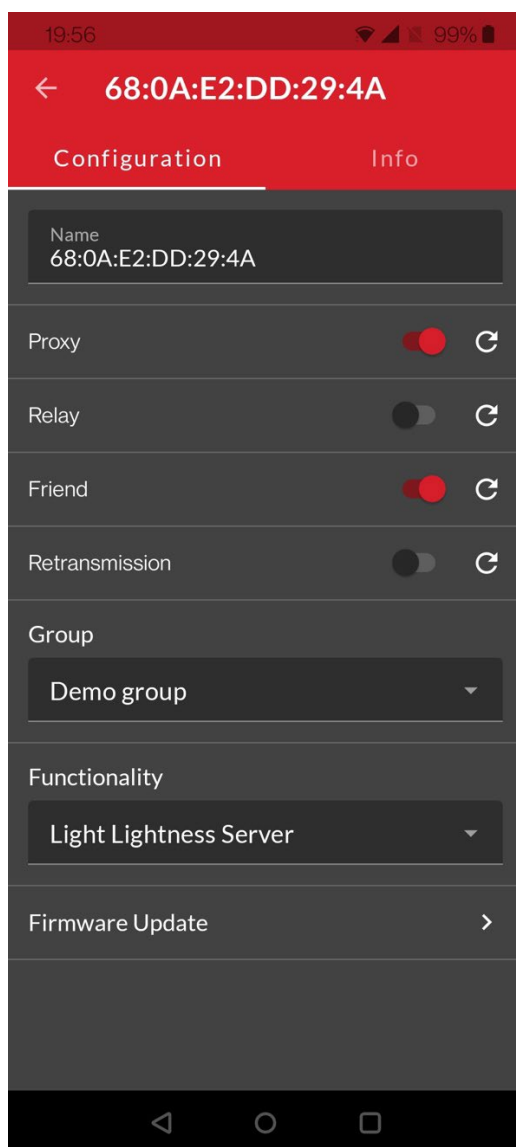 19:56 99%
68:0A:E2:DD:29:4A
Configuration Info
Name
68:0A:E2:DD:29:4A
Proxy
Relay
Friend
Retransmission
Group
Demo group
Functionality
Light Lightness Server
Firmware Update